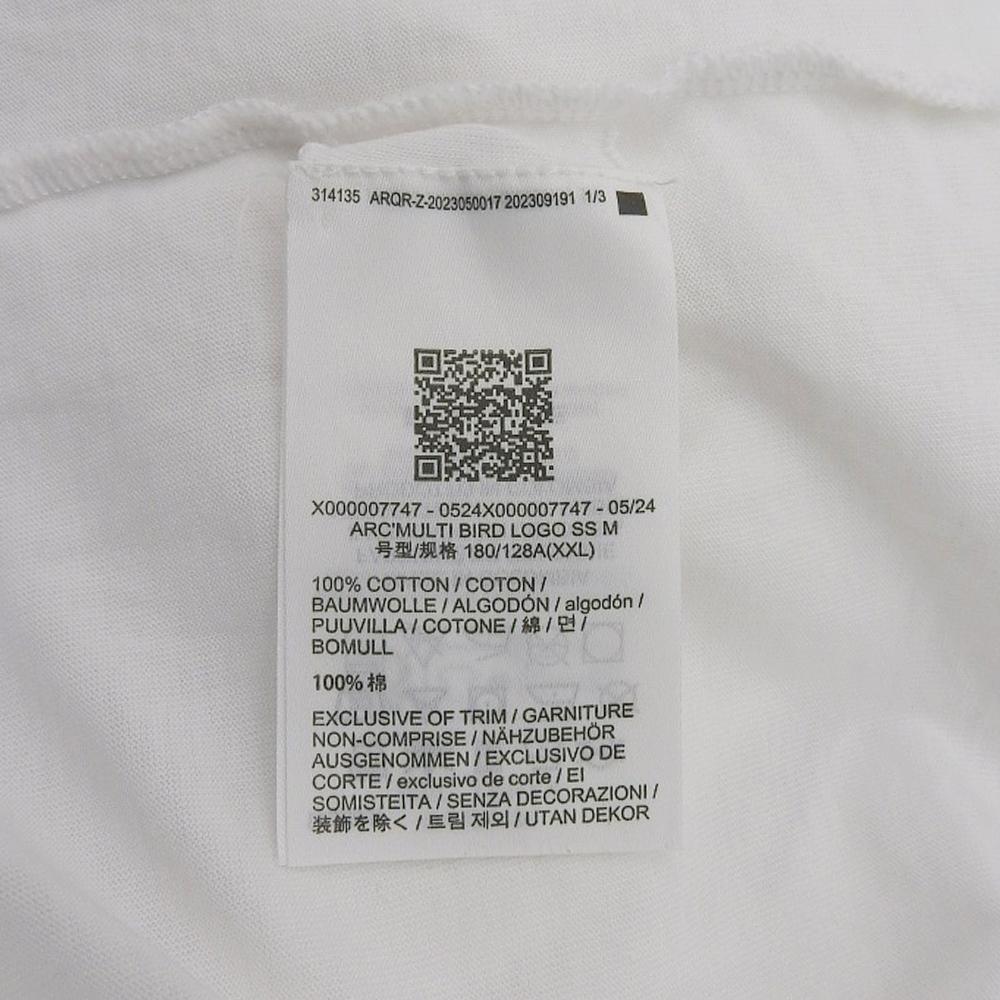 314135 ARQR-Z-2023050017 202309191 1/3
X000007747 - 0524X000007747 - 05/24
ARC'MULTI BIRD LOGO SS M
号型/规格 180/128A(XXL)
100% COTTON / COTON /
BAUMWOLLE / ALGODÓN / algodón /
PUUVILLA / COTONE / 綿 / 면 /
BOMULL
100% 棉
EXCLUSIVE OF TRIM / GARNITURE
NON-COMPRISE / NÄHZUBEHÖR
AUSGENOMMEN / EXCLUSIVO DE
CORTE / exclusivo de corte / EI
SOMISTEITA / SENZA DECORAZIONI /
装飾を除く / 트림 제외 / UTAN DEKOR